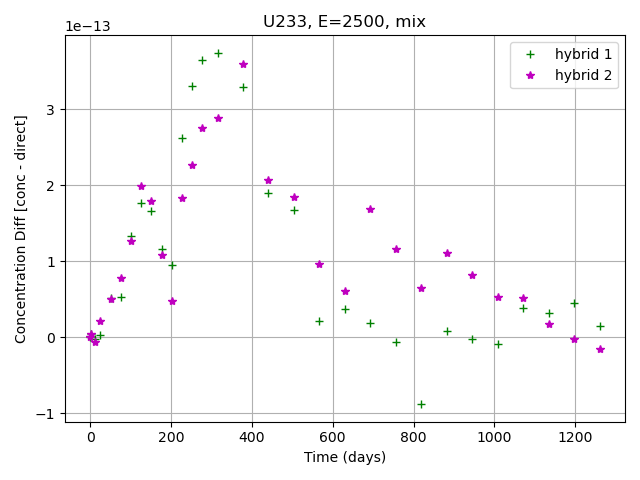 U233, E=2500, mix
1e−13
hybrid 1
hybrid 2
Concentration Diff [conc - direct]
3
2
1
0
−1
0 200 400 600 800 1000 1200
Time (days)